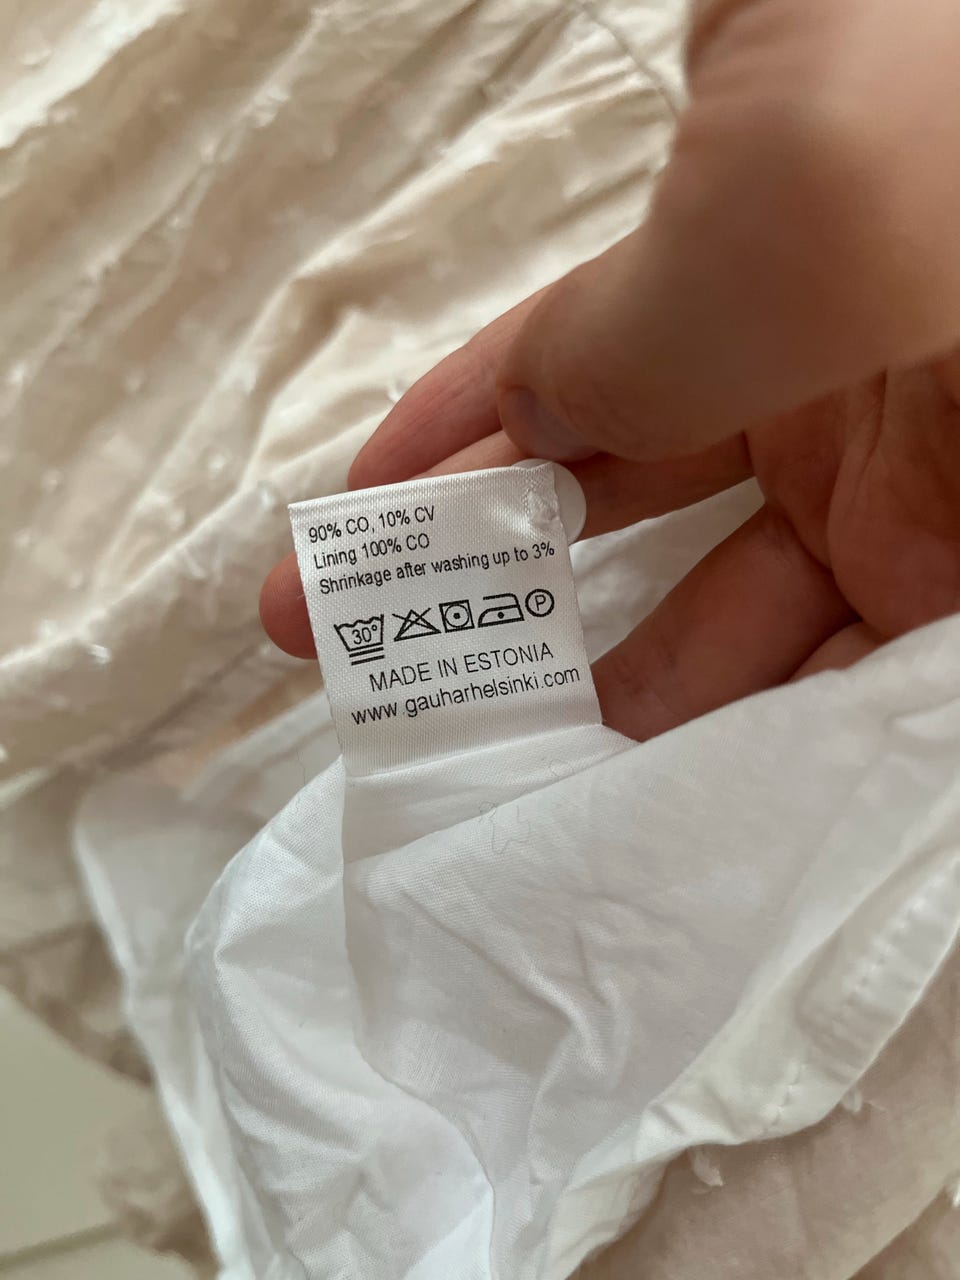 90% CO, 10% CV
Lining 100% CO
Shrinkage after washing up to 3%
30°
P
MADE IN ESTONIA
www.gauharhelsinki.com